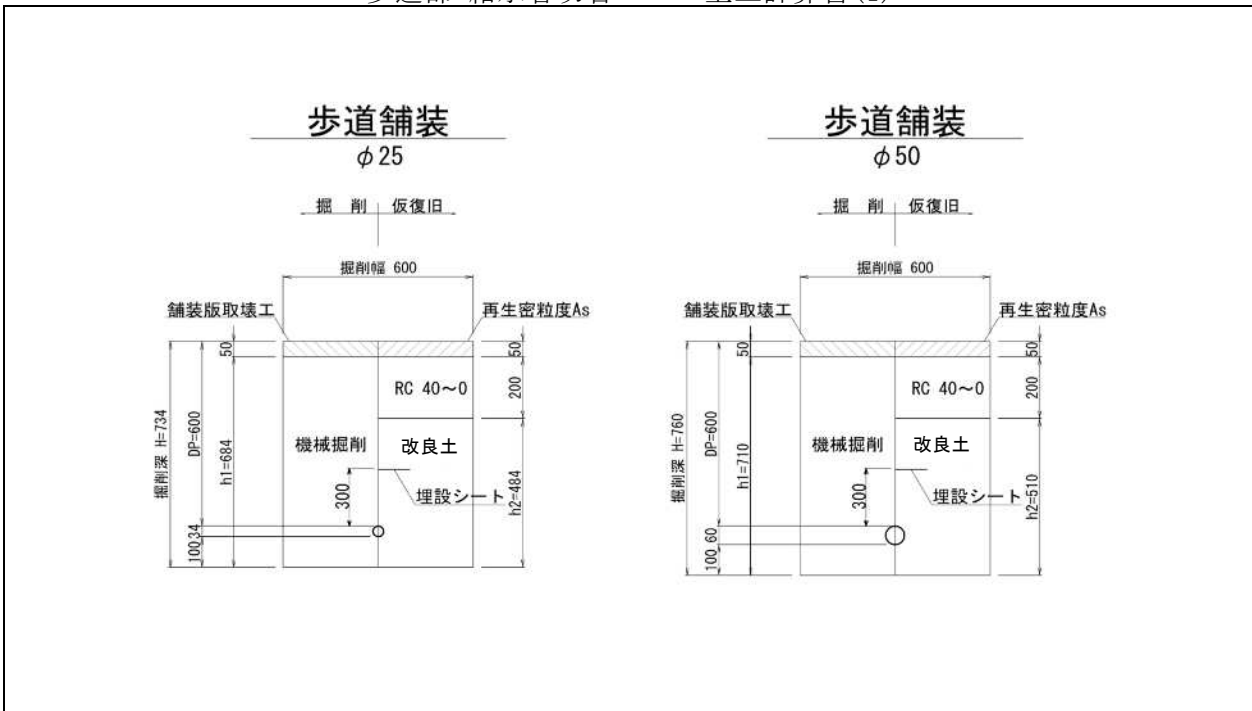 歩道舗装
φ25
掘 削 仮復旧
掘削幅 600
舗装版取壊工 再生密粒度As
50
50
RC 40～0
200
掘削深 H=734
DP=600
h1=684
機械掘削
改良土
300
埋設シート
h2=484
34
100
歩道舗装
φ50
掘 削 仮復旧
掘削幅 600
舗装版取壊工 再生密粒度As
50
50
RC 40～0
200
掘削深 H=760
DP=600
h1=710
機械掘削
改良土
300
埋設シート
h2=510
60
100